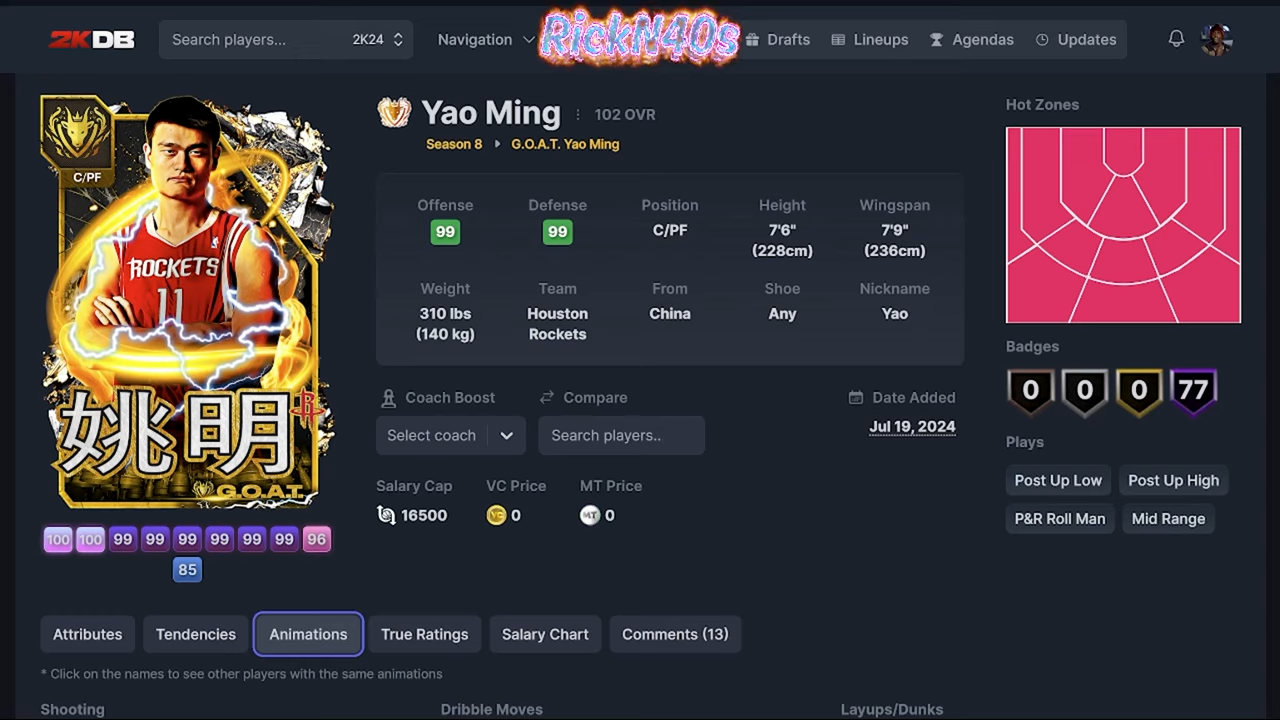 2KDB
Search players...
2K24
Navigation
RickN40s
Drafts
Lineups
Agendas
Updates
C/PF
ROCKETS
11
姚明
G.O.A.T.
100 100 99 99 99 99 99 99 96
85
Yao Ming
102 OVR
Season 8
G.O.A.T. Yao Ming
Offense
99
Defense
99
Position
C/PF
Height
7'6"
(228cm)
Wingspan
7'9"
(236cm)
Weight
310 lbs
(140 kg)
Team
Houston
Rockets
From
China
Shoe
Any
Nickname
Yao
Coach Boost
Select coach
Compare
Search players..
Date Added
Jul 19, 2024
Salary Cap
16500
VC Price
VC 0
MT Price
MT 0
Hot Zones
Badges
0 0 0 77
Plays
Post Up Low
Post Up High
P&R Roll Man
Mid Range
Attributes
Tendencies
Animations
True Ratings
Salary Chart
Comments (13)
* Click on the names to see other players with the same animations
Shooting
Dribble Moves
Layups/Dunks